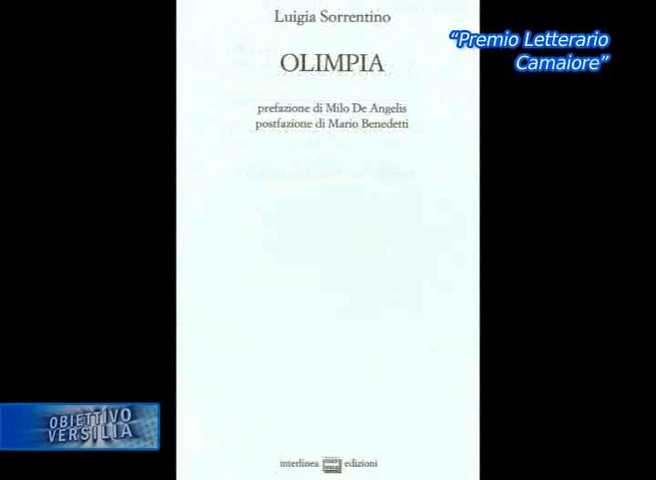 Luigia Sorrentino
OLIMPIA
prefazione di Milo De Angelis
postfazione di Mario Benedetti
interlinea edizioni
“Premio Letterario
Camaiore”
OBIETTIVO
VERSILIA